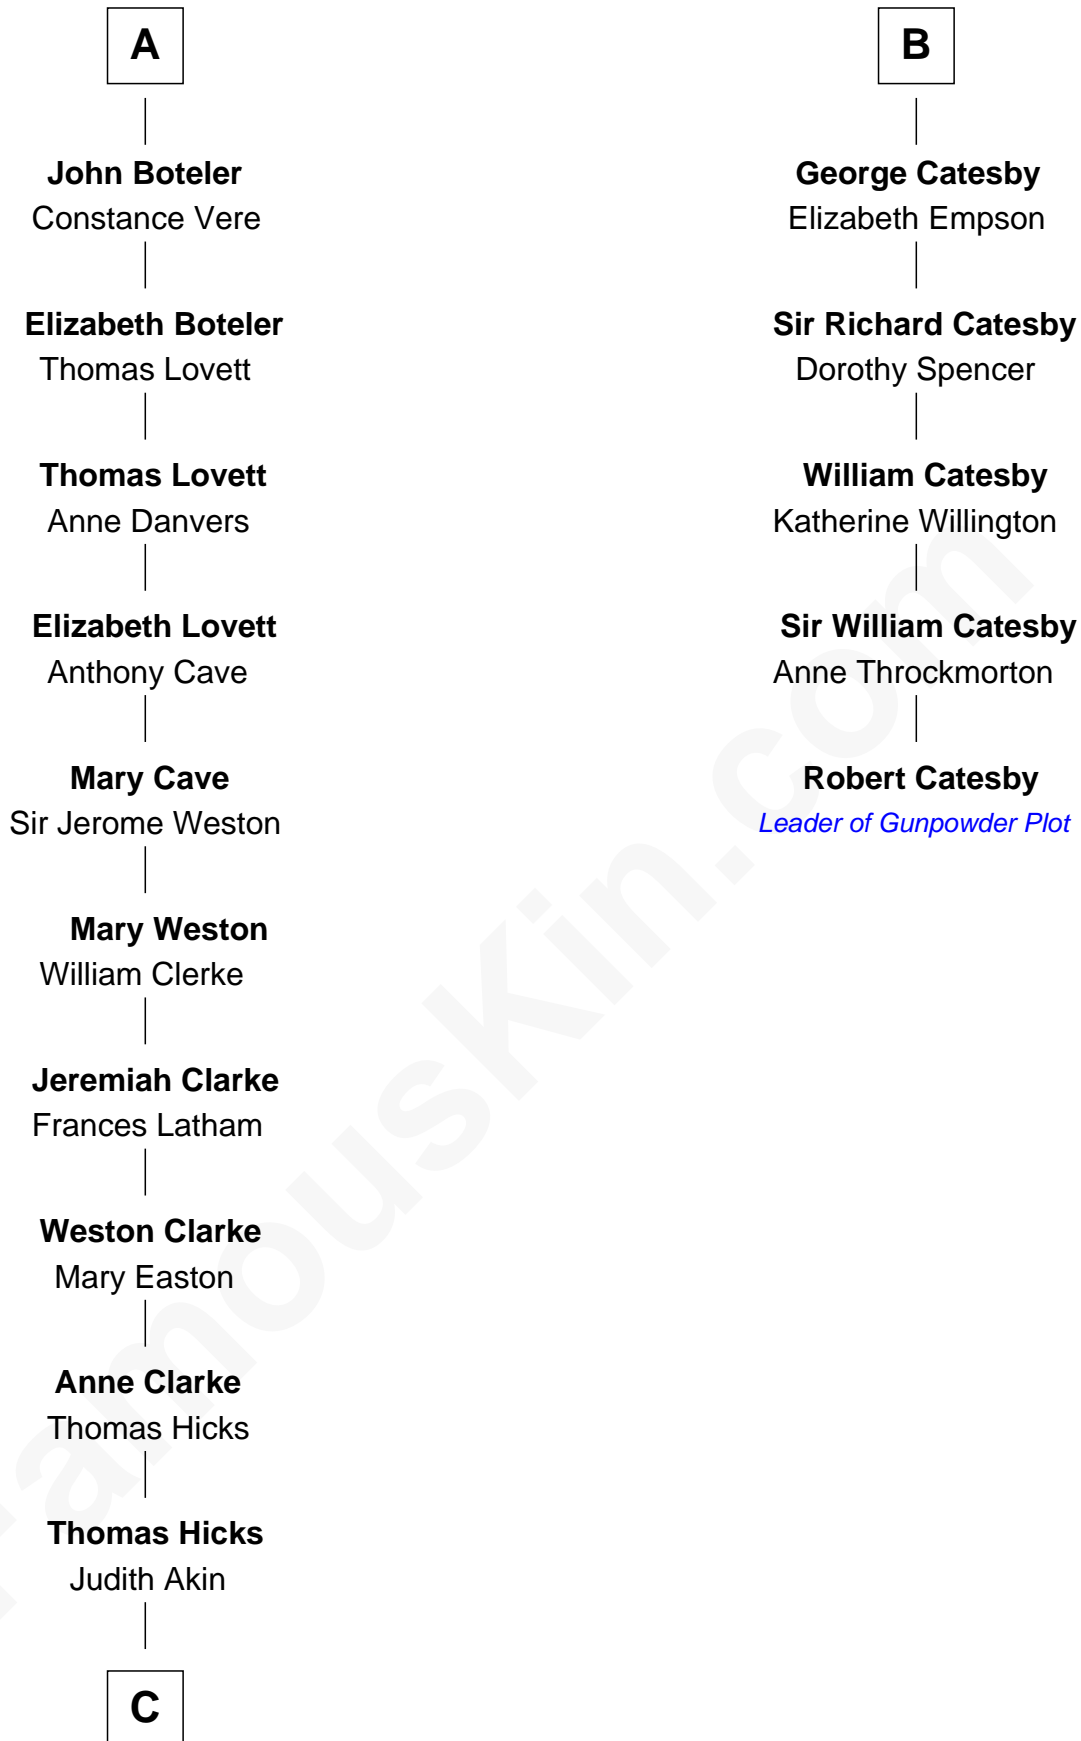 A
John Boteler
Constance Vere
Elizabeth Boteler
Thomas Lovett
Thomas Lovett
Anne Danvers
Elizabeth Lovett
Anthony Cave
Mary Cave
Sir Jerome Weston
Mary Weston
William Clerke
Jeremiah Clarke
Frances Latham
Weston Clarke
Mary Easton
Anne Clarke
Thomas Hicks
Thomas Hicks
Judith Akin
C
B
George Catesby
Elizabeth Empson
Sir Richard Catesby
Dorothy Spencer
William Catesby
Katherine Willington
Sir William Catesby
Anne Throckmorton
Robert Catesby
Leader of Gunpowder Plot
FamousKin.com